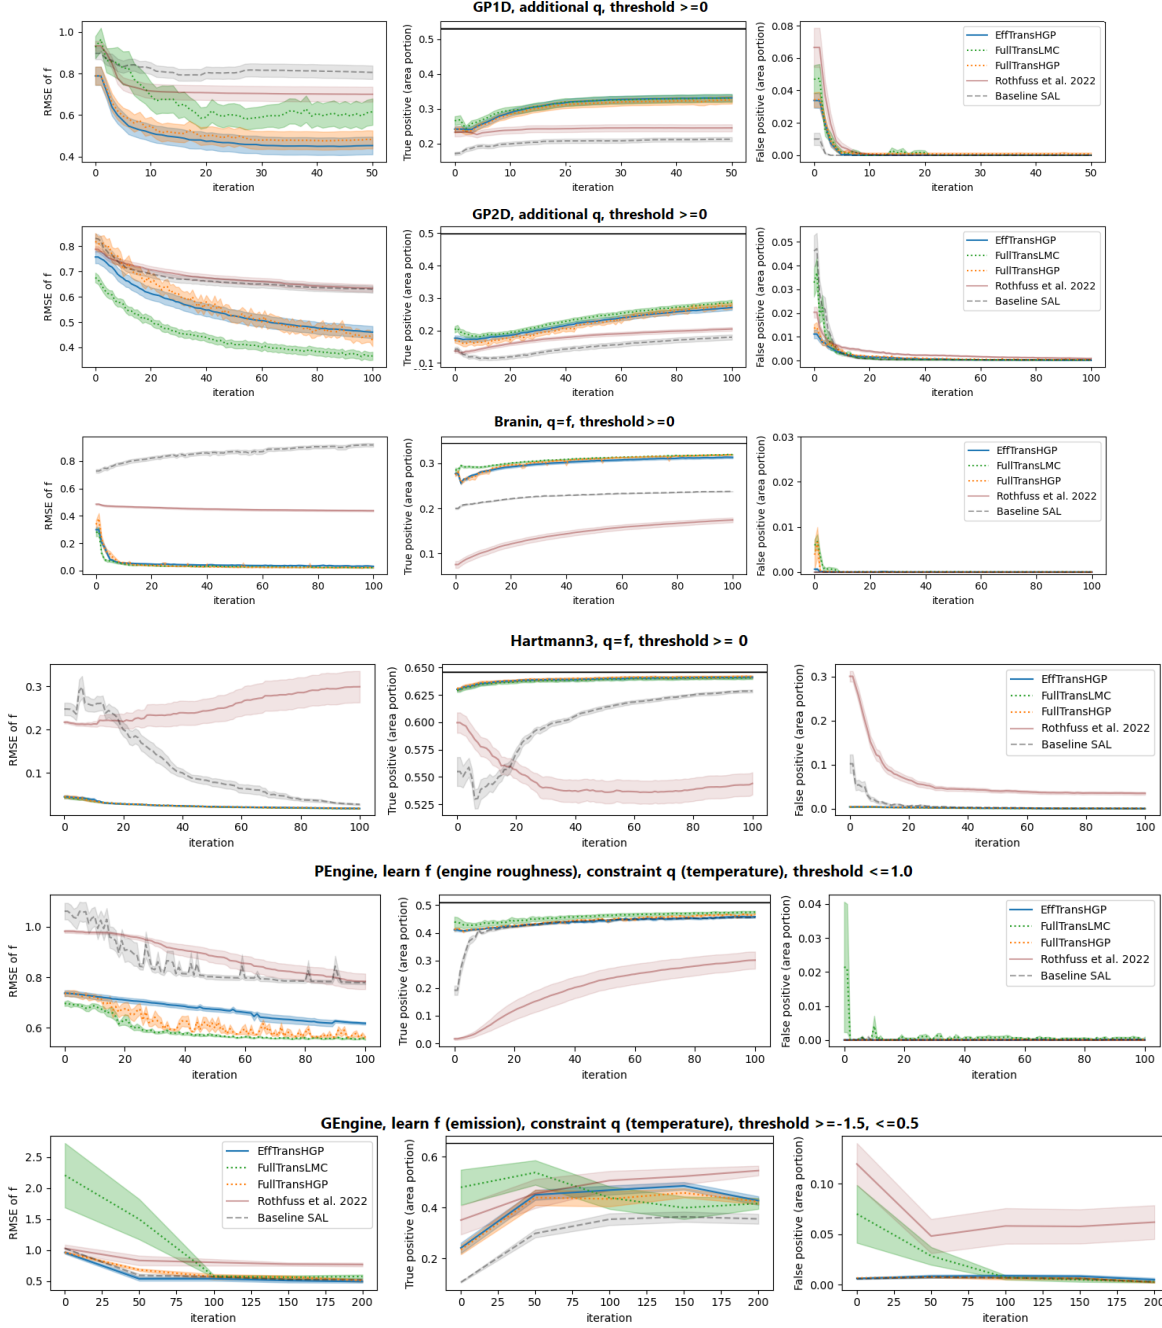 GP1D, additional q, threshold >=0
RMSE of f
1.0
0.8
0.6
0.4
0 10 20 30 40 50
iteration
True positive (area portion)
0.5
0.4
0.3
0.2
0 10 20 30 40 50
iteration
False positive (area portion)
0.08
0.06
0.04
0.02
0.00
0 10 20 30 40 50
iteration
EffTransHGP
FullTransLMC
FullTransHGP
Rothfuss et al. 2022
Baseline SAL
GP2D, additional q, threshold >=0
RMSE of f
0.8
0.7
0.6
0.5
0.4
0 20 40 60 80 100
iteration
True positive (area portion)
0.5
0.4
0.3
0.2
0.1
0 20 40 60 80 100
iteration
False positive (area portion)
0.05
0.04
0.03
0.02
0.01
0.00
0 20 40 60 80 100
iteration
EffTransHGP
FullTransLMC
FullTransHGP
Rothfuss et al. 2022
Baseline SAL
Branin, q=f, threshold>=0
RMSE of f
0.8
0.6
0.4
0.2
0.0
0 20 40 60 80 100
iteration
True positive (area portion)
0.3
0.2
0.1
0 20 40 60 80 100
iteration
False positive (area portion)
0.03
0.02
0.01
0.00
0 20 40 60 80 100
iteration
EffTransHGP
FullTransLMC
FullTransHGP
Rothfuss et al. 2022
Baseline SAL
Hartmann3, q=f, threshold >= 0
RMSE of f
0.3
0.2
0.1
0 20 40 60 80 100
iteration
True positive (area portion)
0.650
0.625
0.600
0.575
0.550
0.525
0 20 40 60 80 100
iteration
False positive (area portion)
0.3
0.2
0.1
0.0
0 20 40 60 80 100
iteration
EffTransHGP
FullTransLMC
FullTransHGP
Rothfuss et al. 2022
Baseline SAL
PEngine, learn f (engine roughness), constraint q (temperature), threshold <=1.0
RMSE of f
1.0
0.8
0.6
0 20 40 60 80 100
iteration
True positive (area portion)
0.5
0.4
0.3
0.2
0.1
0.0
0 20 40 60 80 100
iteration
False positive (area portion)
0.04
0.03
0.02
0.01
0.00
0 20 40 60 80 100
iteration
EffTransHGP
FullTransLMC
FullTransHGP
Rothfuss et al. 2022
Baseline SAL
GEngine, learn f (emission), constraint q (temperature), threshold >=-1.5, <=0.5
RMSE of f
2.5
2.0
1.5
1.0
0.5
0 25 50 75 100 125 150 175 200
iteration
EffTransHGP
FullTransLMC
FullTransHGP
Rothfuss et al. 2022
Baseline SAL
True positive (area portion)
0.6
0.4
0.2
0 25 50 75 100 125 150 175 200
iteration
False positive (area portion)
0.10
0.05
0.00
0 25 50 75 100 125 150 175 200
iteration